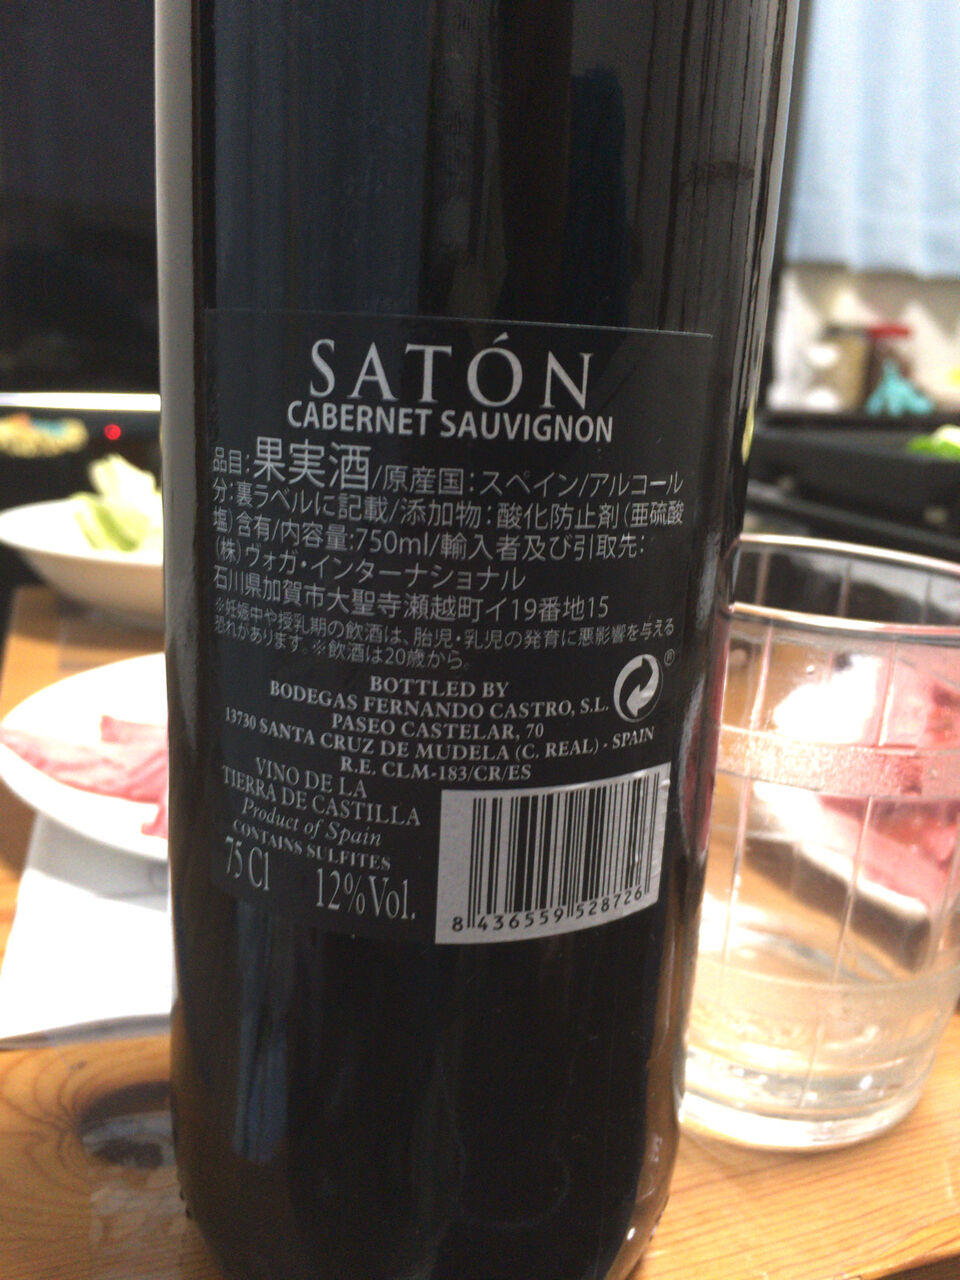 SATÓN
CABERNET SAUVIGNON
品目:果実酒/原産国:スペイン/アルコール
分:裏ラベルに記載/添加物:酸化防止剤(亜硫酸
塩)含有/内容量:750ml/輸入者及び引取先:
(株)ヴォガ・インターナショナル
石川県加賀市大聖寺瀬越町イ19番地15
※妊娠中や授乳期の飲酒は、胎児・乳児の発育に悪影響を与える
恐れがあります。※飲酒は20歳から。
BOTTLED BY
BODEGAS FERNANDO CASTRO, S.L.
PASEO CASTELAR, 70
13730 SANTA CRUZ DE MUDELA (C. REAL) - SPAIN
R.E. CLM-183/CR/ES
®
VINO DE LA
TIERRA DE CASTILLA
Product of Spain
CONTAINS SULFITES
75Cl 12%Vol.
8 436559 528726